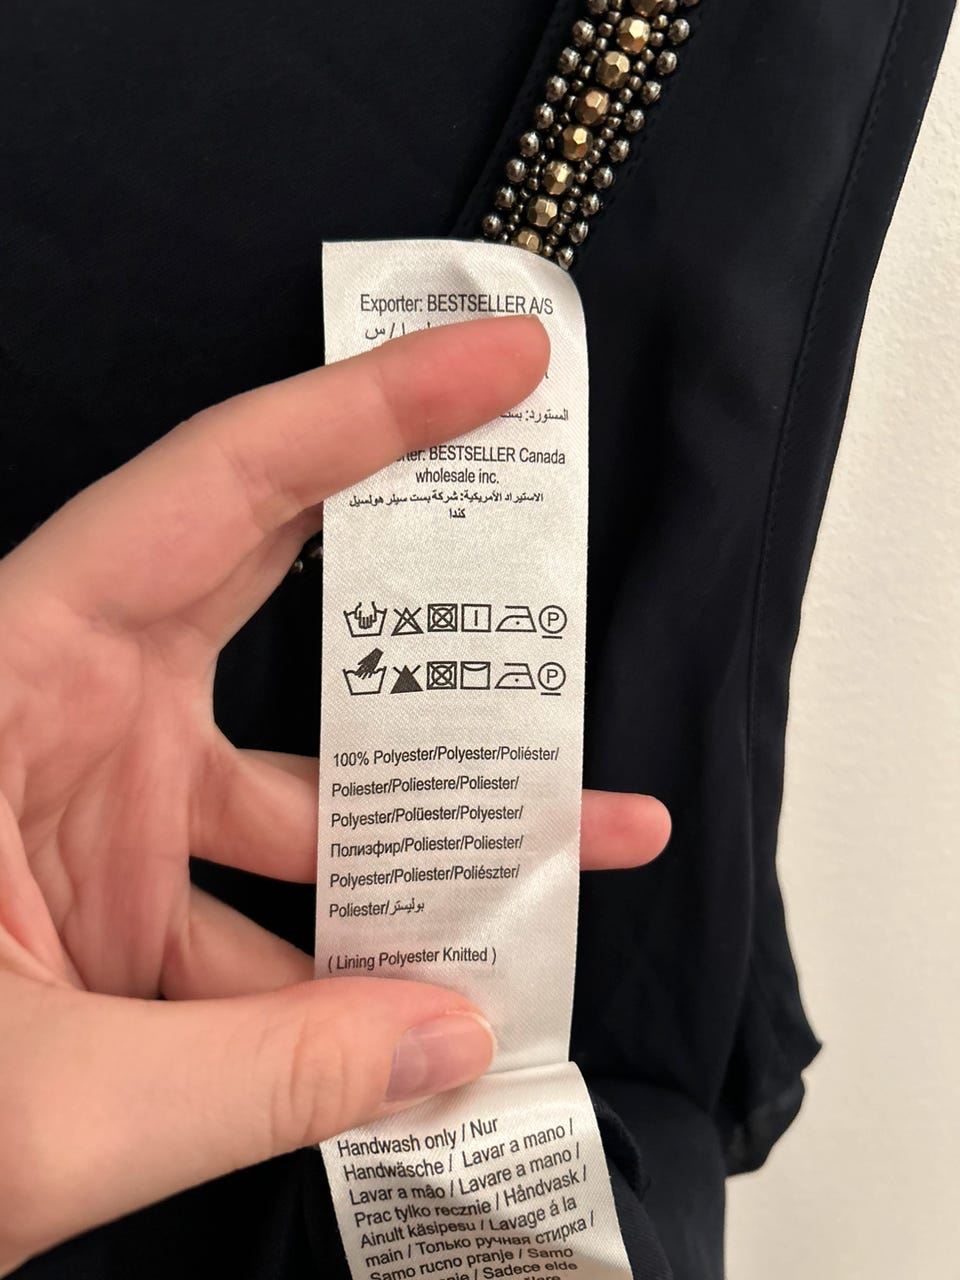 Exporter: BESTSELLER A/S
س / ا
المستورد:
BESTSELLER Canada
wholesale inc.
الاستيراد الأمريكية: شركة بست سيلر هولسيل
كندا
P
P
100% Polyester/Polyester/Poliéster/
Poliester/Poliestere/Poliester/
Polyester/Polüester/Polyester/
Полиэфир/Poliester/Poliester/
Polyester/Poliester/Poliészter/
Poliester/بوليستر
( Lining Polyester Knitted )
Handwash only / Nur
Handwäsche / Lavar a mano /
Lavar a mâo / Lavare a mano /
Prac tylko recznie / Håndvask /
Ainult käsipesu / Lavage á la
main / Только ручная стирка /
Samo rucno pranje / Samo
/ Sadece elde